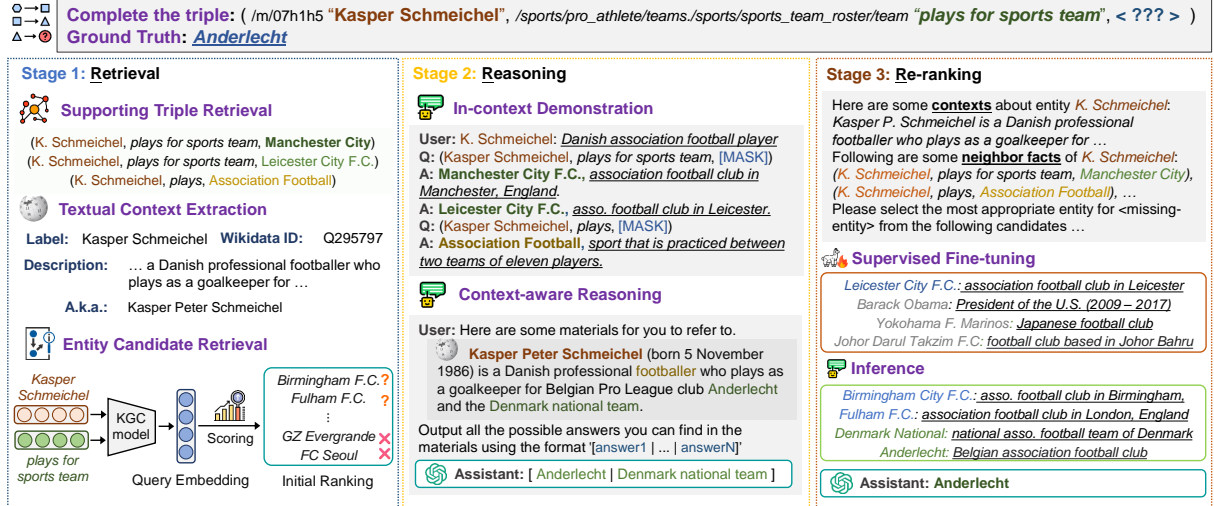 Complete the triple: ( /m/07h1h5 "Kasper Schmeichel", /sports/pro_athlete/teams./sports/sports_team_roster/team "plays for sports team", < ??? > )
Ground Truth: Anderlecht
Stage 1: Retrieval
Supporting Triple Retrieval
(K. Schmeichel, plays for sports team, Manchester City)
(K. Schmeichel, plays for sports team, Leicester City F.C.)
(K. Schmeichel, plays, Association Football)
Textual Context Extraction
Label: Kasper Schmeichel Wikidata ID: Q295797
Description: … a Danish professional footballer who
plays as a goalkeeper for …
A.k.a.: Kasper Peter Schmeichel
Entity Candidate Retrieval
Kasper
Schmeichel
plays for
sports team
KGC
model
Query Embedding
Scoring
Birmingham F.C. ?
Fulham F.C. ?
⋮
GZ Evergrande
FC Seoul
Initial Ranking
Stage 2: Reasoning
In-context Demonstration
User: K. Schmeichel: Danish association football player
Q: (Kasper Schmeichel, plays for sports team, [MASK])
A: Manchester City F.C., association football club in
Manchester, England.
A: Leicester City F.C., asso. football club in Leicester.
Q: (Kasper Schmeichel, plays, [MASK])
A: Association Football, sport that is practiced between
two teams of eleven players.
Context-aware Reasoning
User: Here are some materials for you to refer to.
Kasper Peter Schmeichel (born 5 November
1986) is a Danish professional footballer who plays as
a goalkeeper for Belgian Pro League club Anderlecht
and the Denmark national team.
Output all the possible answers you can find in the
materials using the format '[answer1 | ... | answerN]'
Assistant: [ Anderlecht | Denmark national team ]
Stage 3: Re-ranking
Here are some contexts about entity K. Schmeichel:
Kasper P. Schmeichel is a Danish professional
footballer who plays as a goalkeeper for …
Following are some neighbor facts of K. Schmeichel:
(K. Schmeichel, plays for sports team, Manchester City),
(K. Schmeichel, plays, Association Football), …
Please select the most appropriate entity for <missing-
entity> from the following candidates …
Supervised Fine-tuning
Leicester City F.C.: association football club in Leicester
Barack Obama: President of the U.S. (2009 – 2017)
Yokohama F. Marinos: Japanese football club
Johor Darul Takzim F.C: football club based in Johor Bahru
Inference
Birmingham City F.C.: asso. football club in Birmingham,
Fulham F.C.: association football club in London, England
Denmark National: national asso. football team of Denmark
Anderlecht: Belgian association football club
Assistant: Anderlecht